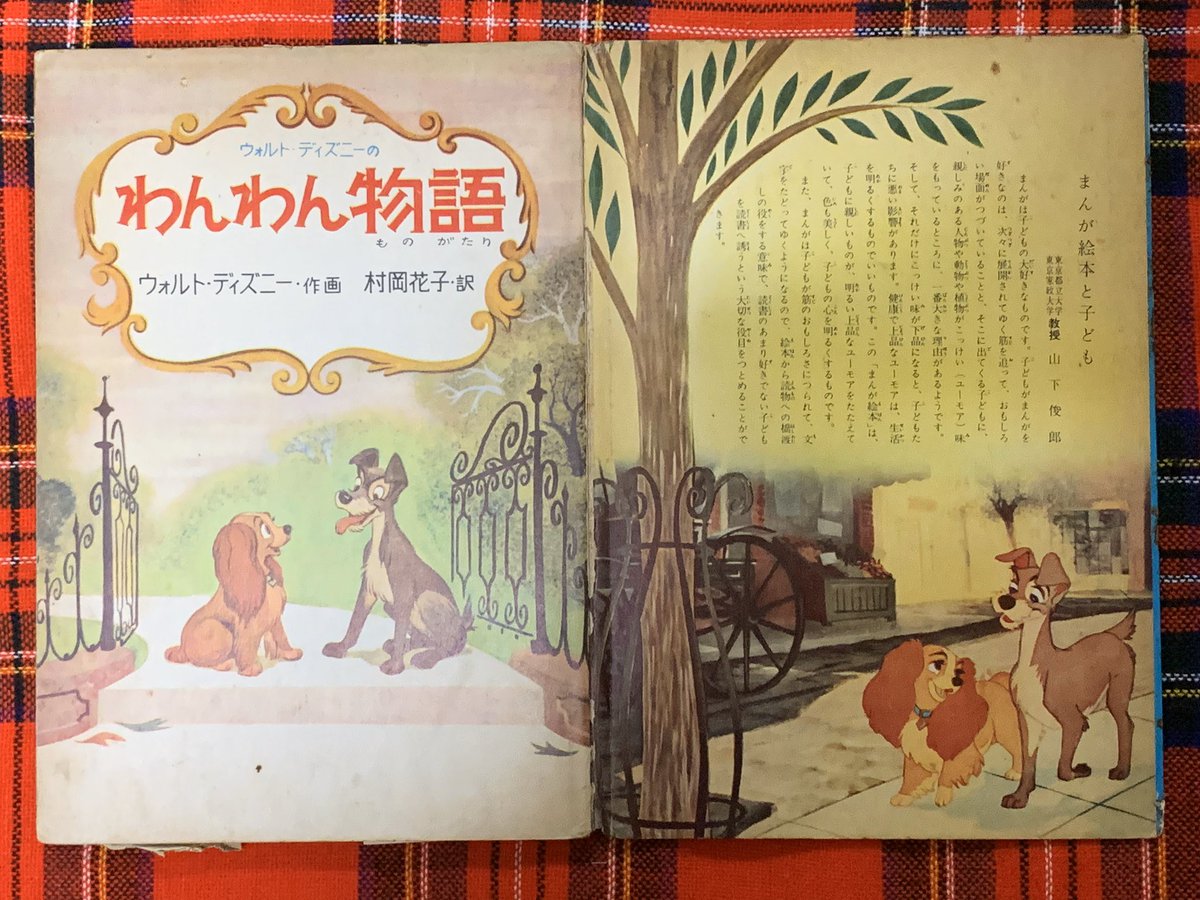 ウォルト・ディズニーの
わんわん物語
ものがたり
ウォルト・ディズニー・作画 村岡花子・訳
まんが絵本と子ども
東京都立大学
東京家政大学 教授 山下俊郎
まんがは子どもの大好きなものです。子どもがまんがを
好きなのは、次々に展開されてゆく筋を追って、おもしろ
い場面がつづいていることと、そこに出てくる子どもに、
親しみのある人物や動物や植物がこっけい(ユーモア)味
をもっているところに、一番大きな理由があるようです。
そして、それだけにこっけい味が下品になると、子どもた
ちに悪い影響があります。健康で上品なユーモアは、生活
を明るくするものでいいものです。この「まんが絵本」は、
子どもに親しいものが、明るい上品なユーモアをたたえて
いて、色も美しく、子どもの心を明るくするものです。
また、まんがは子どもが筋のおもしろさにつられて、文
字をたどってゆくようになるので、絵本から読物への橋渡
しの役をする意味で、読書のあまり好きでない子ども
を読書へ誘うという大切な役目をつとめることがで
きます。